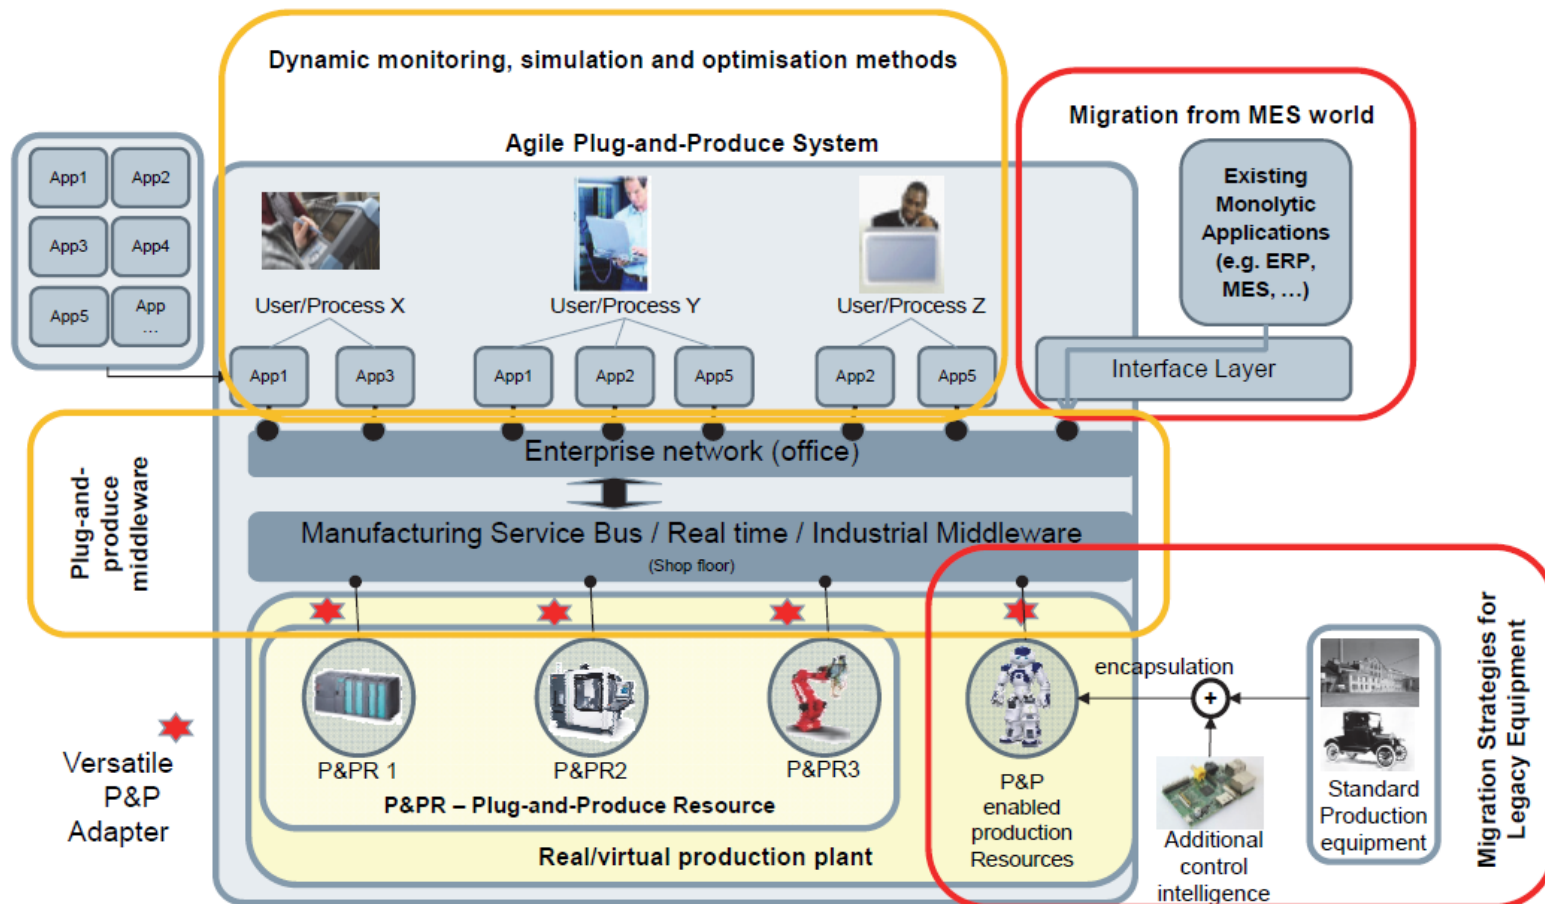 Dynamic monitoring, simulation and optimisation methods
Migration from MES world
Agile Plug-and-Produce System
App1
App2
App3
App4
App5
App
...
Existing
Monolytic
Applications
(e.g. ERP,
MES, ...)
User/Process X
User/Process Y
User/Process Z
App1
App3
App1
App2
App5
App2
App5
Interface Layer
Enterprise network (office)
Plug-and-
produce
middleware
Manufacturing Service Bus / Real time / Industrial Middleware
(Shop floor)
encapsulation
+
P&PR 1
P&PR2
P&PR3
P&PR – Plug-and-Produce Resource
P&P
enabled
production
Resources
Real/virtual production plant
Versatile
P&P
Adapter
Additional
control
intelligence
Standard
Production
equipment
Migration Strategies for
Legacy Equipment